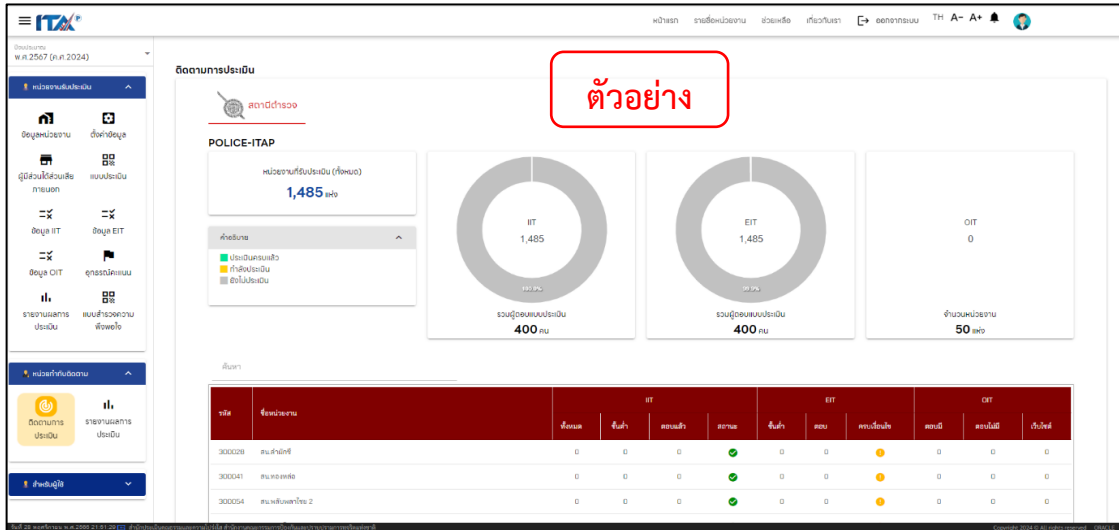 ITA
หน้าแรก รายชื่อหน่วยงาน ช่วยเหลือ เกี่ยวกับเรา ออกจากระบบ TH A- A+
ปีงบประมาณ
พ.ศ.2567 (ค.ศ.2024)
หน่วยงานรับประเมิน
ข้อมูลหน่วยงาน ตั้งค่าข้อมูล
ผู้มีส่วนได้ส่วนเสีย แบบประเมิน
ภายนอก
ข้อมูล IIT ข้อมูล EIT
ข้อมูล OIT อุทธรณ์คะแนน
รายงานผลการ แบบสำรวจความ
ประเมิน พึงพอใจ
หน่วยกำกับติดตาม
ติดตามการ รายงานผลการ
ประเมิน ประเมิน
สำหรับผู้ใช้
ติดตามการประเมิน
ตัวอย่าง
สถานีตำรวจ
POLICE-ITAP
หน่วยงานที่รับประเมิน (ทั้งหมด)
1,485 แห่ง
คำอธิบาย
ประเมินครบแล้ว
กำลังประเมิน
ยังไม่ประเมิน
IIT
1,485
รวมผู้ตอบแบบประเมิน
400 คน
EIT
1,485
รวมผู้ตอบแบบประเมิน
400 คน
OIT
0
จำนวนหน่วยงาน
50 แห่ง
ค้นหา
รหัส ชื่อหน่วยงาน IIT EIT OIT
ทั้งหมด ขั้นต่ำ ตอบแล้ว สถานะ ขั้นต่ำ ตอบ ครบเงื่อนไข ตอบมี ตอบไม่มี เว็บไซต์
300028 สน.ตำมักชี 0 0 0 0 0 0 0 0
300041 สน.ทองหล่อ 0 0 0 0 0 0 0 0
300054 สน.พลับพลาไชย 2 0 0 0 0 0 0 0 0
Copyright 2024 © All rights reserved